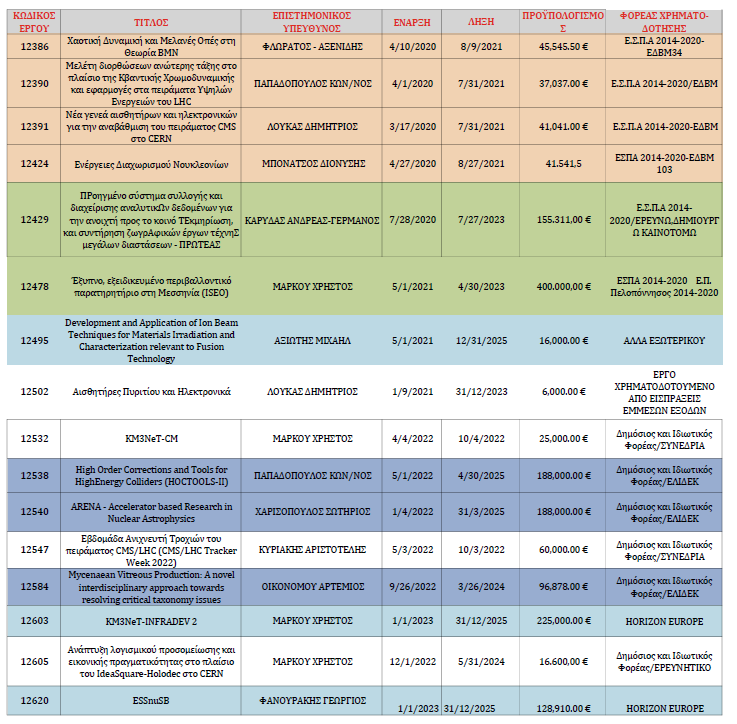 ΚΩΔΙΚΟΣ ΕΡΓΟΥ ΤΙΤΛΟΣ ΕΠΙΣΤΗΜΟΝΙΚΟΣ ΥΠΕΥΘΥΝΟΣ ΕΝΑΡΞΗ ΛΗΞΗ ΠΡΟΫΠΟΛΟΓΙΣΜΟΣ ΦΟΡΕΑΣ ΧΡΗΜΑΤΟ-ΔΟΤΗΣΗΣ
12386 Χαοτική Δυναμική και Μελανές Οπές στη Θεωρία ΒΜΝ ΦΛΩΡΑΤΟΣ - ΑΞΕΝΙΔΗΣ 4/10/2020 8/9/2021 45,545.50 € Ε.Σ.Π.Α 2014-2020-ΕΔΒΜ34
12390 Μελέτη διορθώσεων ανώτερης τάξης στο πλαίσιο της Κβαντικής Χρωμοδυναμικής και εφαρμογές στα πειράματα Υψηλών Ενεργειών του LHC ΠΑΠΑΔΟΠΟΥΛΟΣ ΚΩΝ/ΝΟΣ 4/1/2020 7/31/2021 37,037.00 € Ε.Σ.Π.Α 2014-2020/ΕΔΒΜ
12391 Νέα γενεά αισθητήρων και ηλεκτρονικών για την αναβάθμιση του πειράματος CMS στο CERN ΛΟΥΚΑΣ ΔΗΜΗΤΡΙΟΣ 3/17/2020 7/31/2021 41,041.00 € Ε.Σ.Π.Α 2014-2020-ΕΔΒΜ
12424 Ενέργειες Διαχωρισμού Νουκλεονίων ΜΠΟΝΑΤΣΟΣ ΔΙΟΝΥΣΗΣ 4/27/2020 8/27/2021 41.541,5 ΕΣΠΑ 2014-2020-ΕΔΒΜ 103
12429 ΠΡοηγμένο σύστημα συλλογής και διαχείρισης αναλυτικΩν δεδομένων για την ανοιχτή προς το κοινό ΤΕκμηρίωση, και συντήρηση ζωγρΑφικών έργων τέχνηΣ μεγάλων διαστάσεων - ΠΡΩΤΕΑΣ ΚΑΡΥΔΑΣ ΑΝΔΡΕΑΣ-ΓΕΡΜΑΝΟΣ 7/28/2020 7/27/2023 155.311,00 € Ε.Σ.Π.Α 2014-2020/ΕΡΕΥΝΩ,ΔΗΜΙΟΥΡΓΩ ΚΑΙΝΟΤΟΜΩ
12478 Έξυπνο, εξειδικευμένο περιβαλλοντικό παρατηρητήριο στη Μεσσηνία (ISEO) ΜΑΡΚΟΥ ΧΡΗΣΤΟΣ 5/1/2021 4/30/2023 400.000,00 € ΕΣΠΑ 2014-2020 Ε.Π. Πελοπόννησος 2014-2020
12495 Development and Application of Ion Beam Techniques for Materials Irradiation and Characterization relevant to Fusion Technology ΑΞΙΩΤΗΣ ΜΙΧΑΗΛ 5/1/2021 12/31/2025 16,000.00 € ΑΛΛΑ ΕΞΩΤΕΡΙΚΟΥ
12502 Αισθητήρες Πυριτίου και Ηλεκτρονικά ΛΟΥΚΑΣ ΔΗΜΗΤΡΙΟΣ 1/9/2021 31/12/2023 6,000.00 € ΕΡΓΟ ΧΡΗΜΑΤΟΔΟΤΟΥΜΕΝΟ ΑΠΟ ΕΙΣΠΡΑΞΕΙΣ ΕΜΜΕΣΩΝ ΕΞΟΔΩΝ
12532 KM3NeT-CM ΜΑΡΚΟΥ ΧΡΗΣΤΟΣ 4/4/2022 10/4/2022 25,000.00 € Δημόσιος και Ιδιωτικός Φορέας/ΣΥΝΕΔΡΙΑ
12538 High Order Corrections and Tools for HighEnergy Colliders (HOCTOOLS-II) ΠΑΠΑΔΟΠΟΥΛΟΣ ΚΩΝ/ΝΟΣ 5/1/2022 4/30/2025 188,000.00 € Δημόσιος και Ιδιωτικός Φορέας/ΕΛΙΔΕΚ
12540 ARENA - Accelerator based Research in Nuclear Astrophysics ΧΑΡΙΣΟΠΟΥΛΟΣ ΣΩΤΗΡΙΟΣ 1/4/2022 31/3/2025 188,000.00 € Δημόσιος και Ιδιωτικός Φορέας/ΕΛΙΔΕΚ
12547 Εβδομάδα Ανιχνευτή Τροχιών του πειράματος CMS/LHC (CMS/LHC Tracker Week 2022) ΚΥΡΙΑΚΗΣ ΑΡΙΣΤΟΤΕΛΗΣ 5/3/2022 10/3/2022 60,000.00 € Δημόσιος και Ιδιωτικός Φορέας/ΣΥΝΕΔΡΙΑ
12584 Mycenaean Vitreous Production: A novel interdisciplinary approach towards resolving critical taxonomy issues ΟΙΚΟΝΟΜΟΥ ΑΡΤΕΜΙΟΣ 9/26/2022 3/26/2024 96,878.00 € Δημόσιος και Ιδιωτικός Φορέας/ΕΛΙΔΕΚ
12603 KM3NeT-INFRADEV 2 ΜΑΡΚΟΥ ΧΡΗΣΤΟΣ 1/1/2023 31/12/2025 225,000.00 € HORIZON EUROPE
12605 Ανάπτυξη λογισμικού προσομείωσης και εικονικής πραγματικότητας στο πλαίσιο του IdeaSquare-Holodec στο CERN ΜΑΡΚΟΥ ΧΡΗΣΤΟΣ 12/1/2022 5/31/2024 16.600,00 € Δημόσιος και Ιδιωτικός Φορέας/ΕΡΕΥΝΗΤΙΚΟ
12620 ESSnuSB ΦΑΝΟΥΡΑΚΗΣ ΓΕΩΡΓΙΟΣ 1/1/2023 31/12/2025 128,910.00 € HORIZON EUROPE